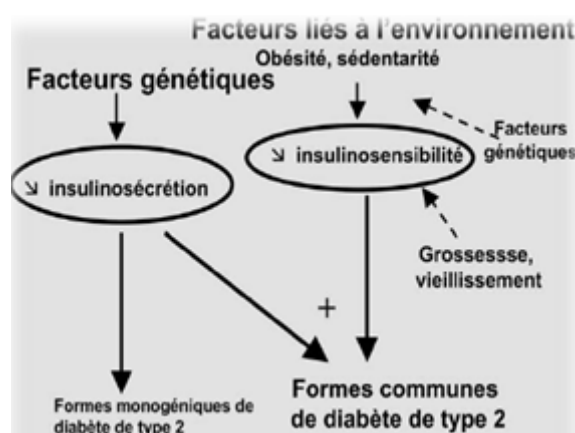 Facteurs liés à l'environnement
Obésité, sédentarité
Facteurs génétiques
Facteurs
génétiques
↘ insulinosensibilité
↘ insulinosécrétion
Grossessse,
vieillissement
+
Formes communes
de diabète de type 2
Formes monogéniques de
diabète de type 2